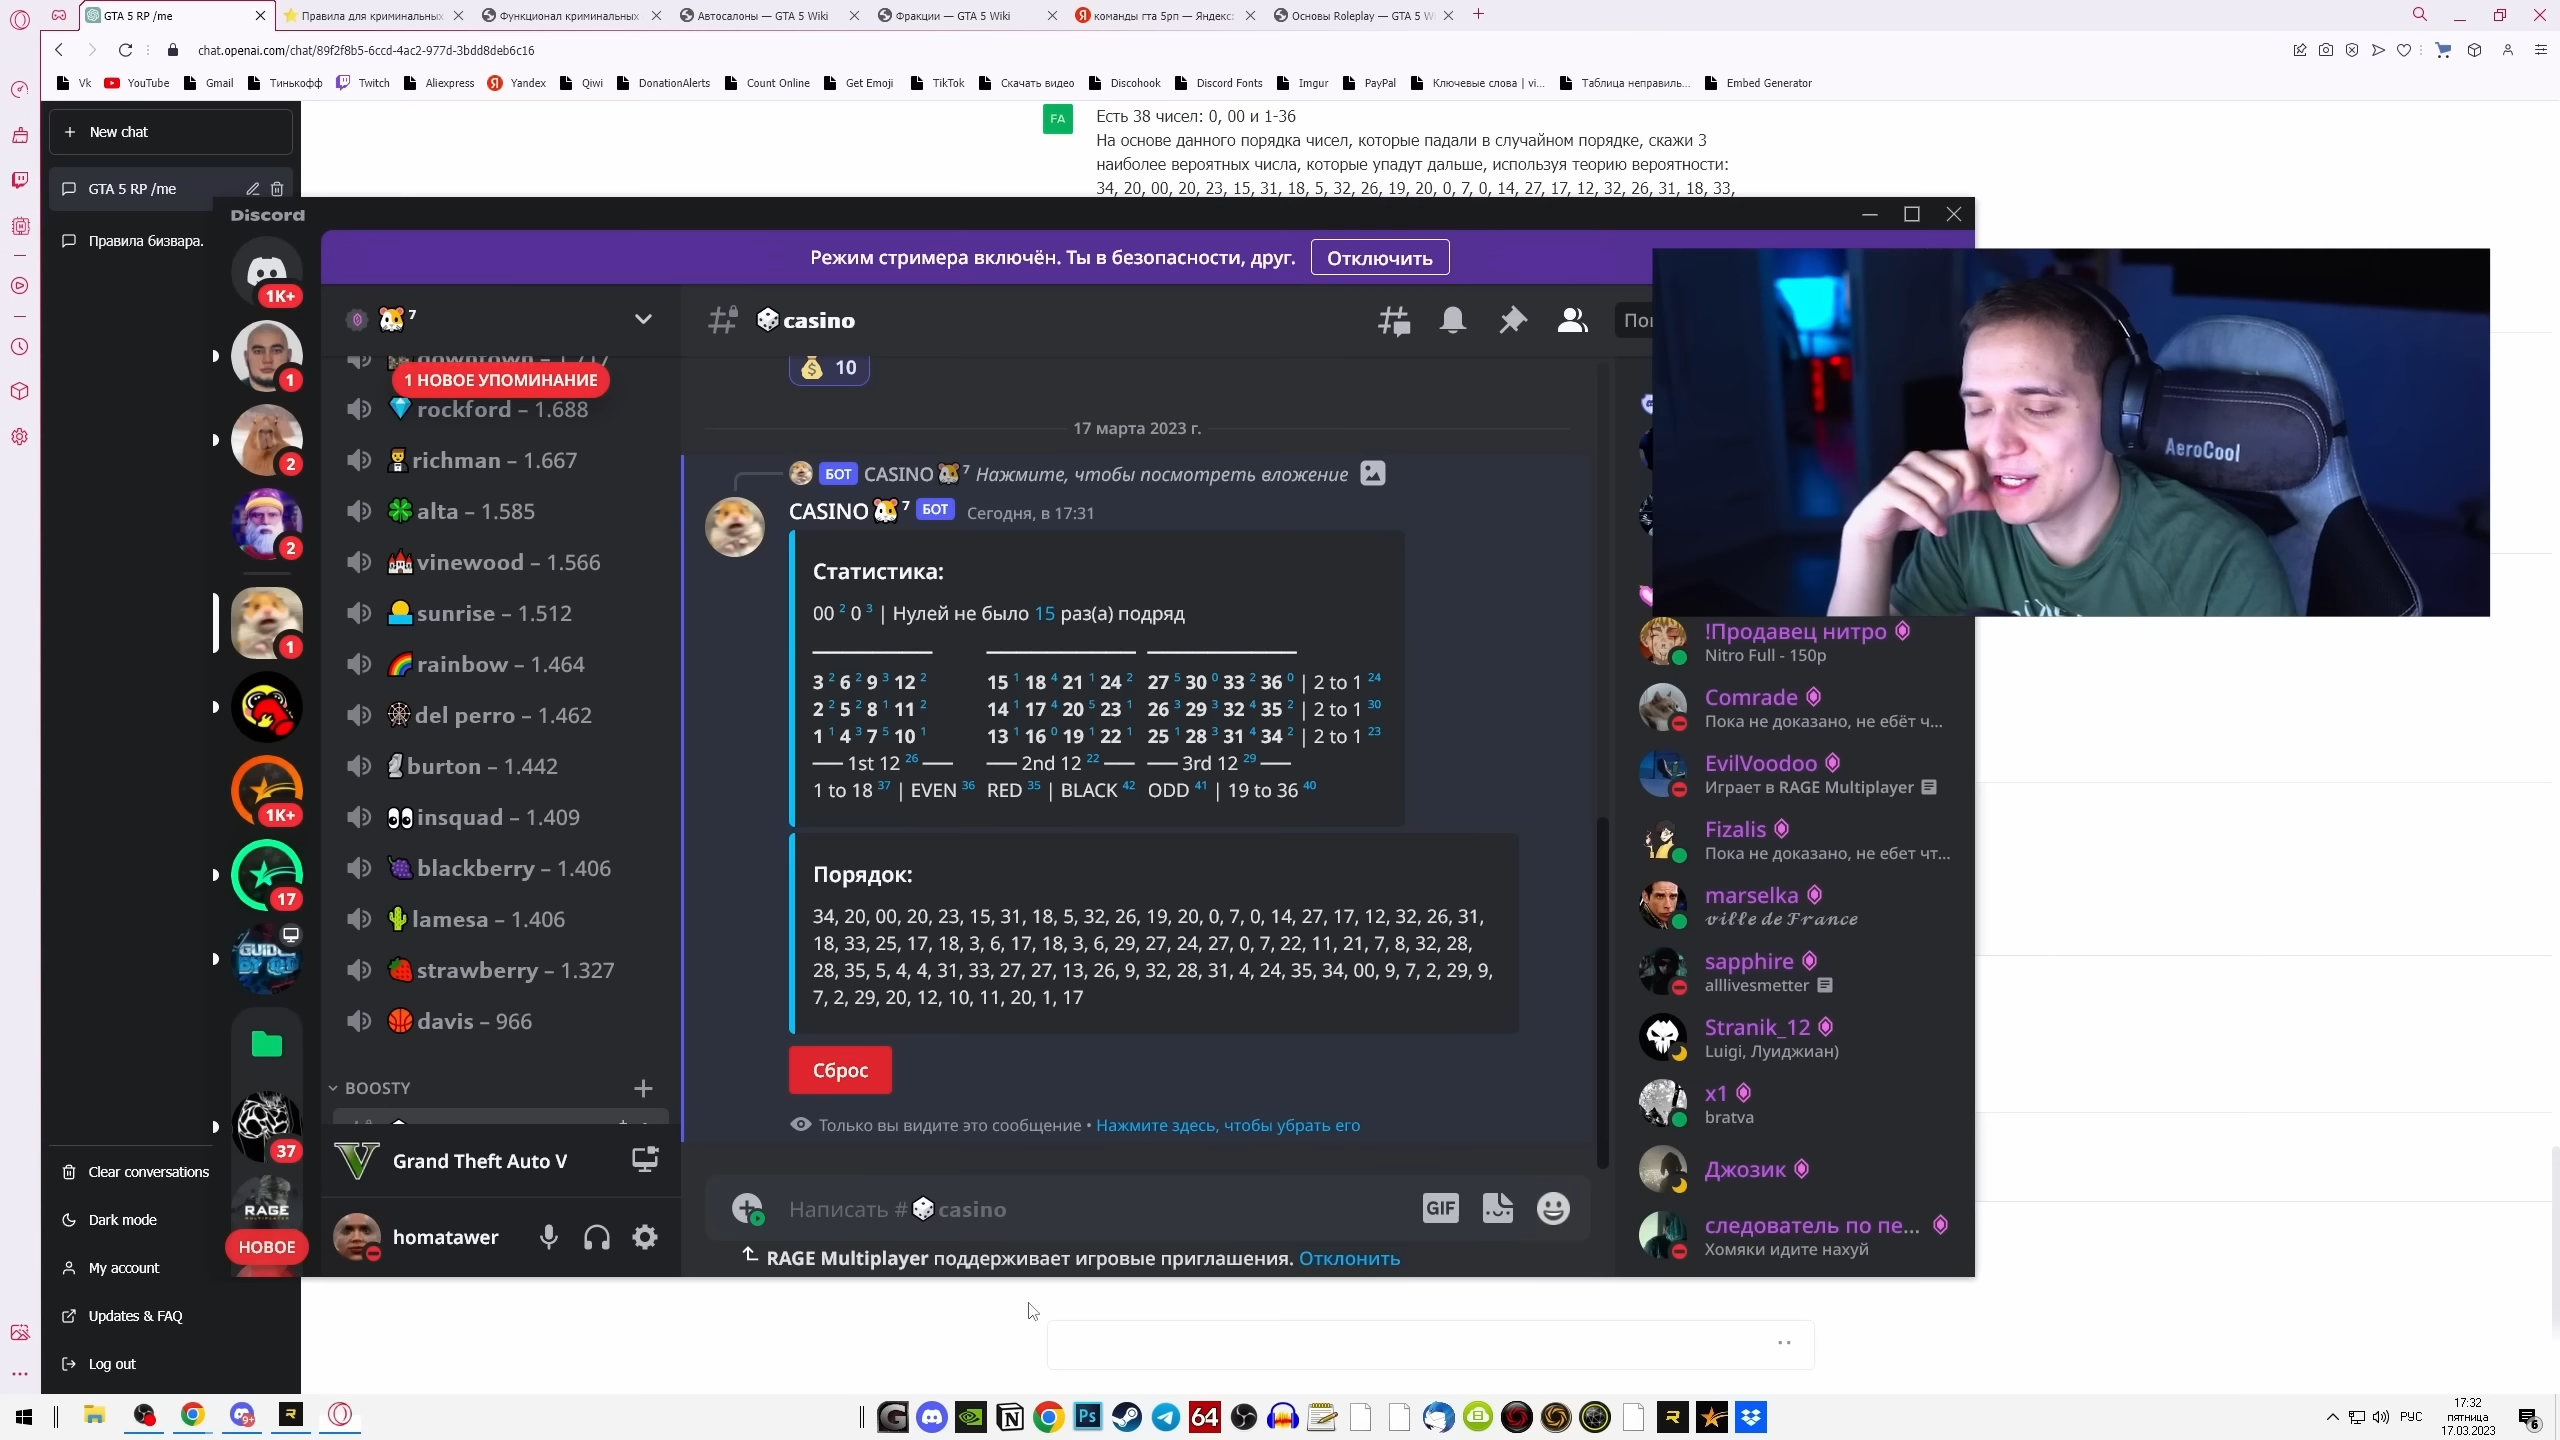 GTA 5 RP /me
Правила для криминальных
Функционал криминальных
Автосалоны — GTA 5 Wiki
Фракции — GTA 5 Wiki
команды гта 5рп — Яндекс:
Основы Roleplay — GTA 5 W
chat.openai.com/chat/89f2f8b5-6ccd-4ac2-977d-3bdd8deb6c16
Vk
YouTube
Gmail
Тинькофф
Twitch
Aliexpress
Yandex
Qiwi
DonationAlerts
Count Online
Get Emoji
TikTok
Скачать видео
Discohook
Discord Fonts
Imgur
PayPal
Ключевые слова | vi...
Таблица неправиль...
Embed Generator
New chat
GTA 5 RP /me
Правила бизвара.
Clear conversations
Dark mode
My account
Updates & FAQ
Log out
FA
Есть 38 чисел: 0, 00 и 1-36
На основе данного порядка чисел, которые падали в случайном порядке, скажи 3
наиболее вероятных числа, которые упадут дальше, используя теорию вероятности:
34, 20, 00, 20, 23, 15, 31, 18, 5, 32, 26, 19, 20, 0, 7, 0, 14, 27, 17, 12, 32, 26, 31, 18, 33,
Discord
Режим стримера включён. Ты в безопасности, друг. Отключить
1K+
1
2
2
1
1K+
17
GUIDE
37
RAGE
НОВОЕ
🐹 7
downtown – 1.717
1 НОВОЕ УПОМИНАНИЕ
💎rockford – 1.688
richman – 1.667
🍀alta – 1.585
🏰vinewood – 1.566
🌅sunrise – 1.512
🌈rainbow – 1.464
🎡del perro – 1.462
🗿burton – 1.442
👀insquad – 1.409
🍇blackberry – 1.406
🌵lamesa – 1.406
🍓strawberry – 1.327
🏀davis – 966
BOOSTY
Grand Theft Auto V
homatawer
🎲casino
По
💰 10
17 марта 2023 г.
БОТ CASINO🐹7 Нажмите, чтобы посмотреть вложение
CASINO🐹7 БОТ Сегодня, в 17:31
Статистика:
00 2 0 3 | Нулей не было 15 раз(а) подряд
3 2 6 2 9 3 12 2 15 1 18 4 21 1 24 2 27 5 30 0 33 2 36 0 | 2 to 1 24
2 2 5 2 8 1 11 2 14 1 17 4 20 5 23 1 26 3 29 3 32 4 35 2 | 2 to 1 30
1 1 4 3 7 5 10 1 13 1 16 0 19 1 22 1 25 1 28 3 31 4 34 2 | 2 to 1 23
1st 12 26 2nd 12 22 3rd 12 29
1 to 18 37 | EVEN 36 RED 35 | BLACK 42 ODD 41 | 19 to 36 40
Порядок:
34, 20, 00, 20, 23, 15, 31, 18, 5, 32, 26, 19, 20, 0, 7, 0, 14, 27, 17, 12, 32, 26, 31,
18, 33, 25, 17, 18, 3, 6, 17, 18, 3, 6, 29, 27, 24, 27, 0, 7, 22, 11, 21, 7, 8, 32, 28,
28, 35, 5, 4, 4, 31, 33, 27, 27, 13, 26, 9, 32, 28, 31, 4, 24, 35, 34, 00, 9, 7, 2, 29, 9,
7, 2, 29, 20, 12, 10, 11, 20, 1, 17
Сброс
Только вы видите это сообщение • Нажмите здесь, чтобы убрать его
Написать #🎲casino
GIF
RAGE Multiplayer поддерживает игровые приглашения. Отклонить
AeroCool
!Продавец нитро
Nitro Full - 150р
Comrade
Пока не доказано, не ебёт ч...
EvilVoodoo
Играет в RAGE Multiplayer
Fizalis
Пока не доказано, не ебет чт...
marselka
𝓿𝓲𝓵𝓵𝓮 𝓭𝓮 𝓕𝓻𝓪𝓷𝓬𝓮
sapphire
alllivesmetter
Stranik_12
Luigi, Луиджиан)
x1
bratva
Джозик
следователь по пе...
Хомяки идите нахуй
9+
R
N
Ps
64
R
РУС
17:32
пятница
17.03.2023
6